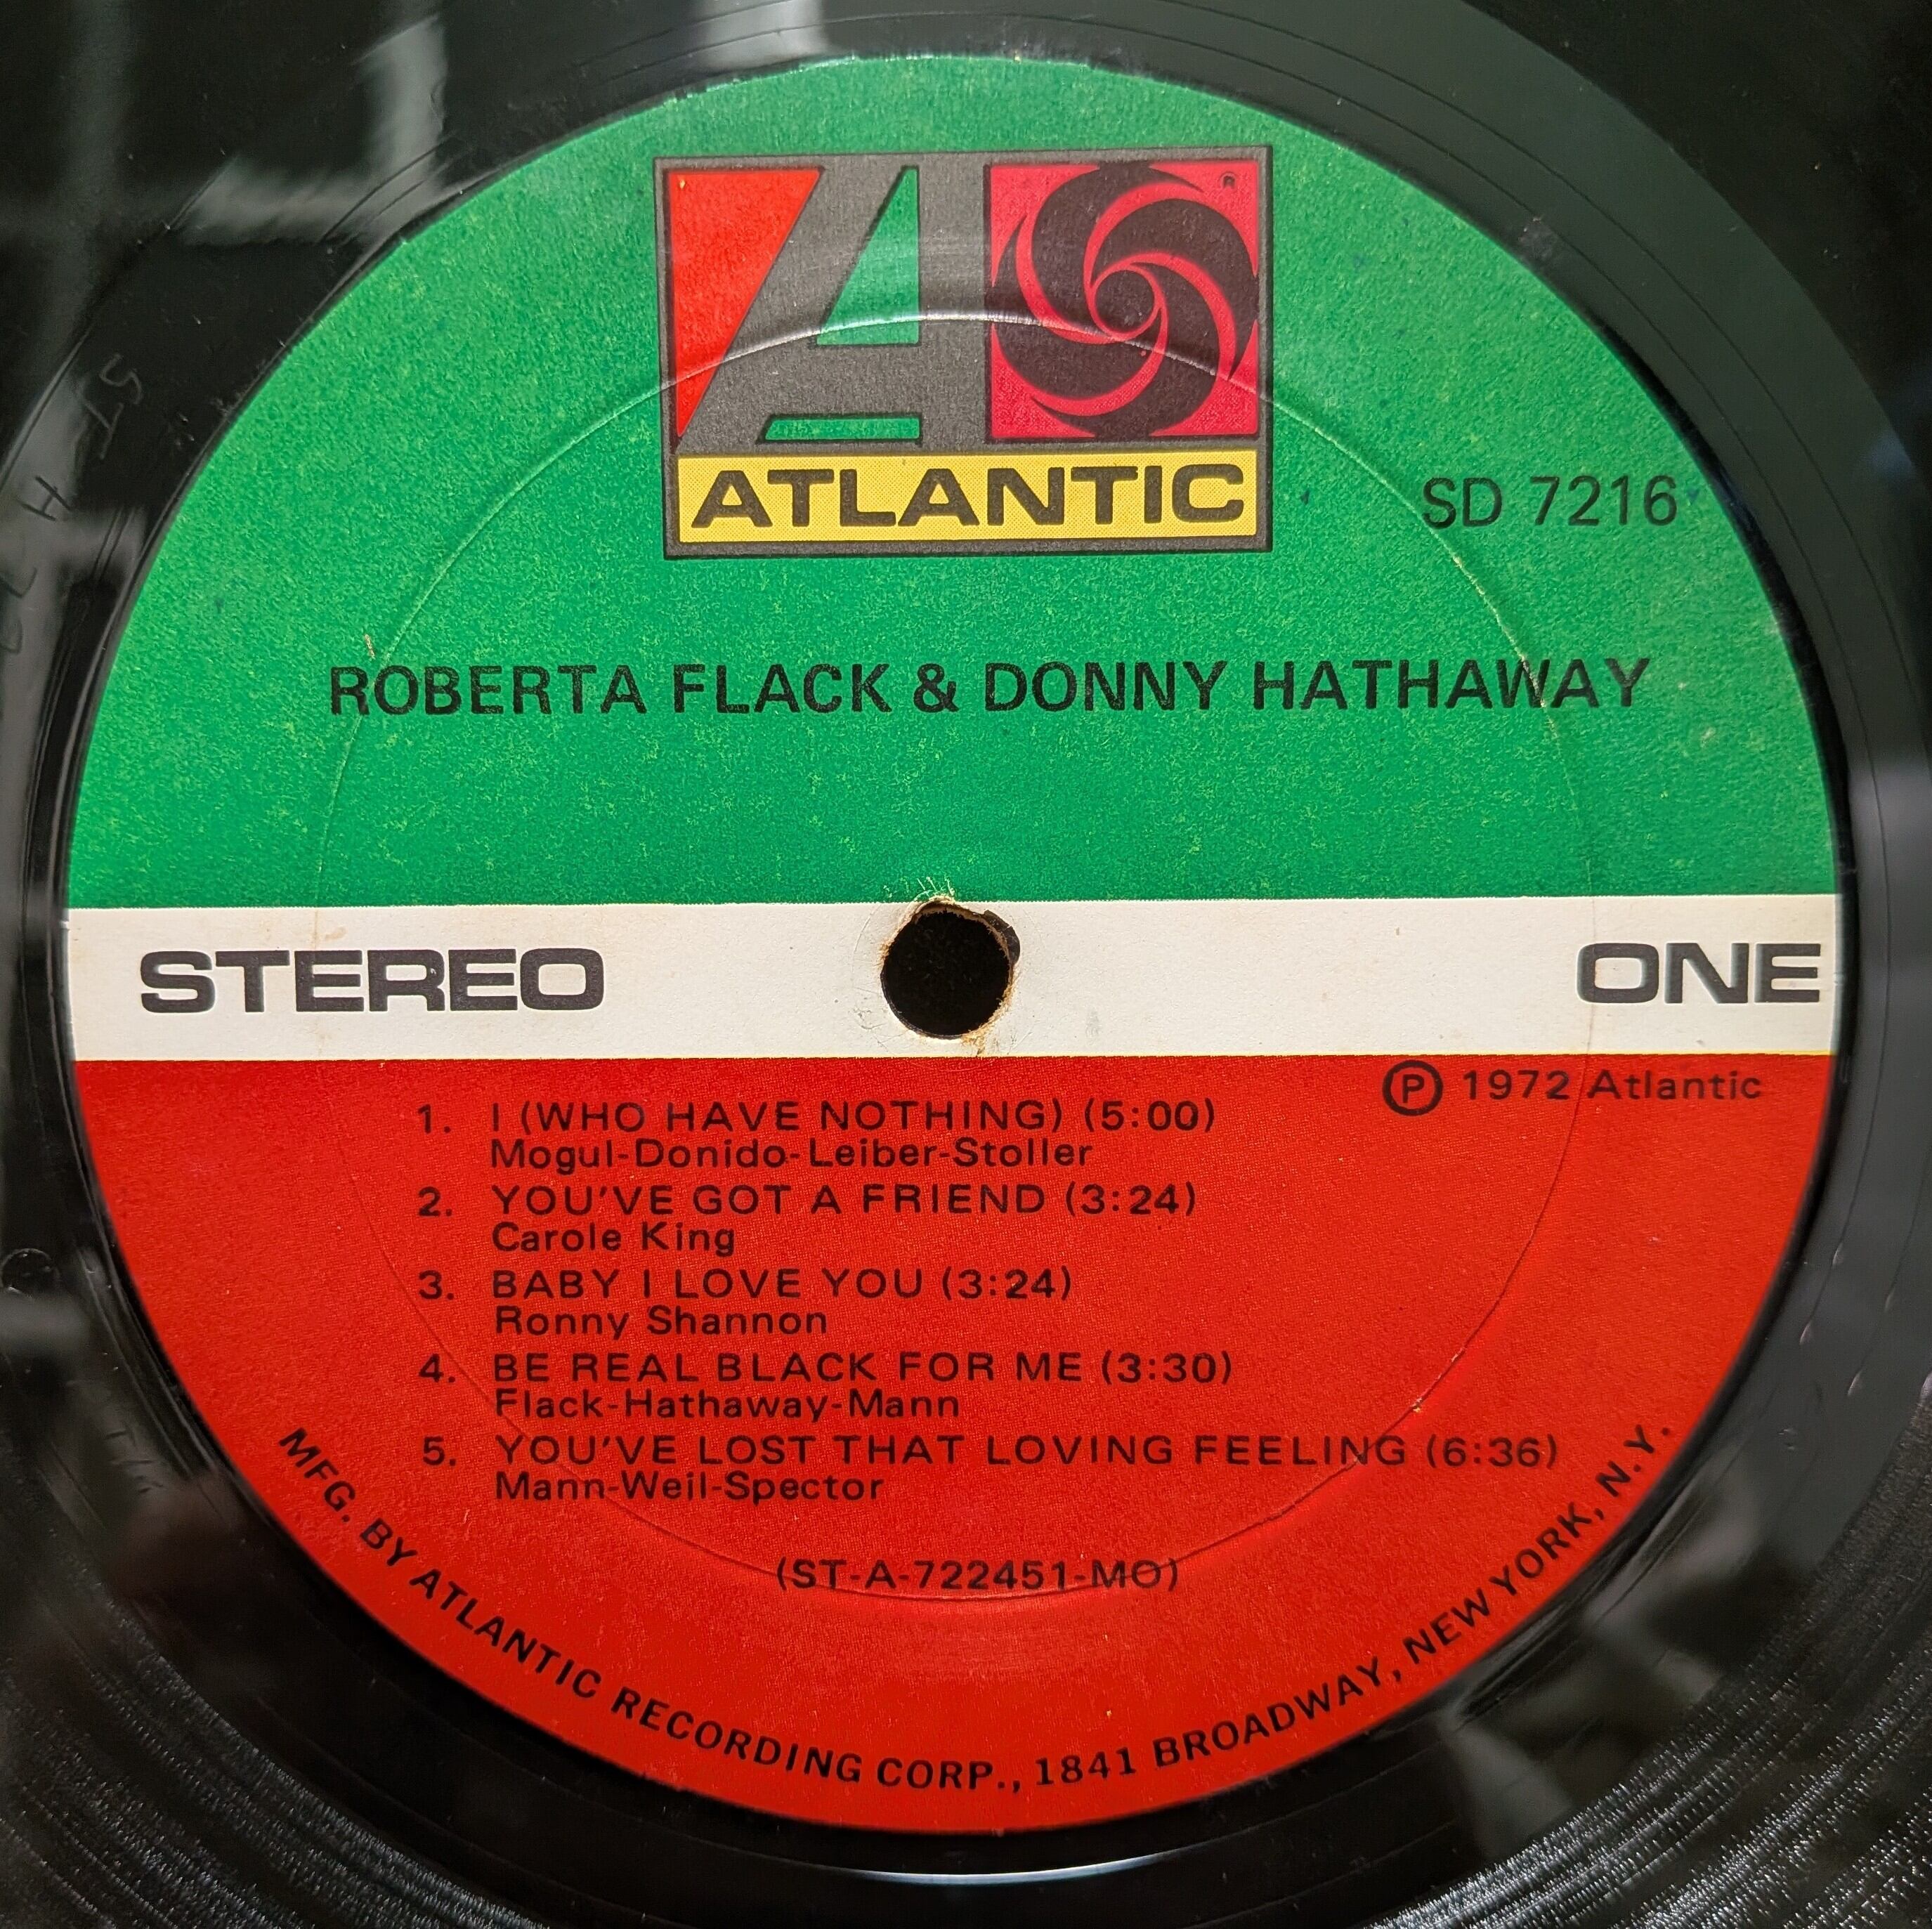 ATLANTIC
SD 7216
ROBERTA FLACK & DONNY HATHAWAY
STEREO
ONE
Ⓟ 1972 Atlantic
1. I (WHO HAVE NOTHING) (5:00)
Mogul-Donido-Leiber-Stoller
2. YOU'VE GOT A FRIEND (3:24)
Carole King
3. BABY I LOVE YOU (3:24)
Ronny Shannon
4. BE REAL BLACK FOR ME (3:30)
Flack-Hathaway-Mann
5. YOU'VE LOST THAT LOVING FEELING (6:36)
Mann-Weil-Spector
(ST-A-722451-MO)
MFG. BY ATLANTIC RECORDING CORP., 1841 BROADWAY, NEW YORK, N.Y.